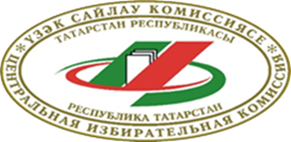 ҮЗӘК САЙЛАУ КОМИССИЯСЕ
ТАТАРСТАН РЕСПУБЛИКАСЫ
РЕСПУБЛИКА ТАТАРСТАН
ЦЕНТРАЛЬНАЯ ИЗБИРАТЕЛЬНАЯ КОМИССИЯ